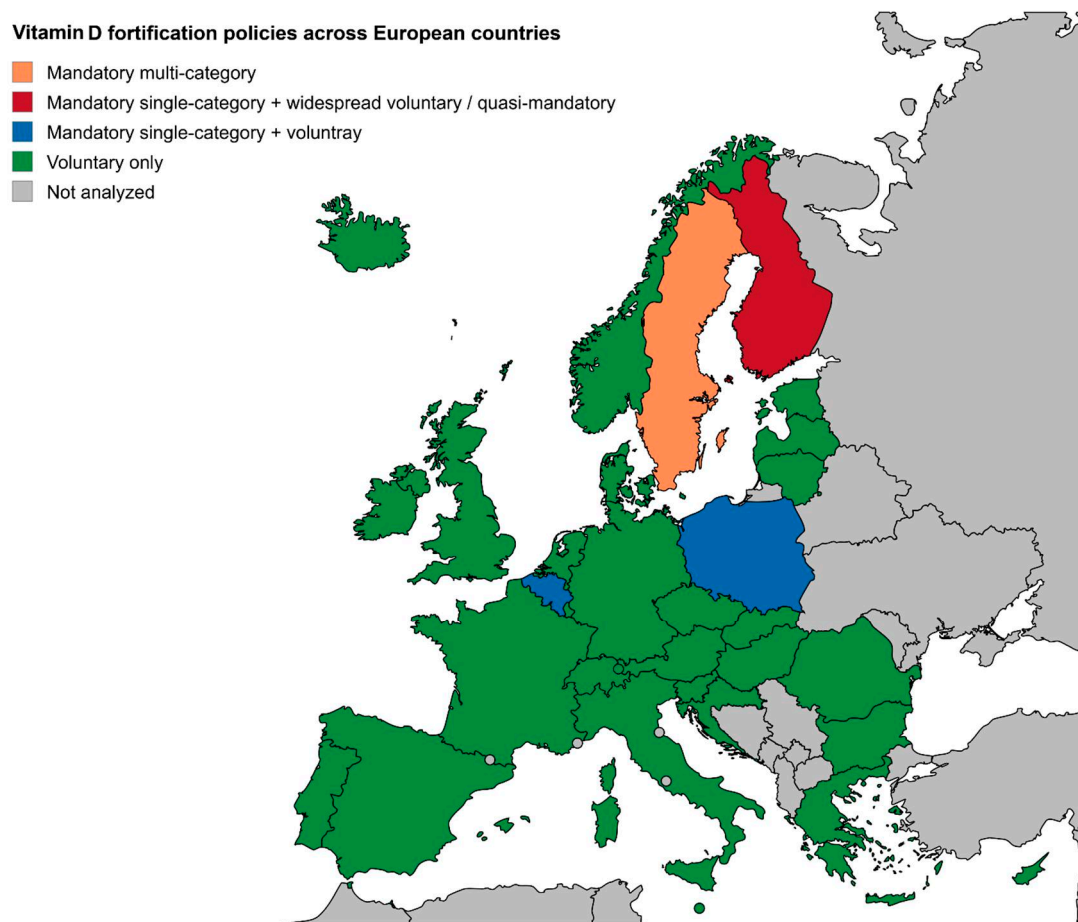 Vitamin D fortification policies across European countries
Mandatory multi-category
Mandatory single-category + widespread voluntary / quasi-mandatory
Mandatory single-category + voluntray
Voluntary only
Not analyzed